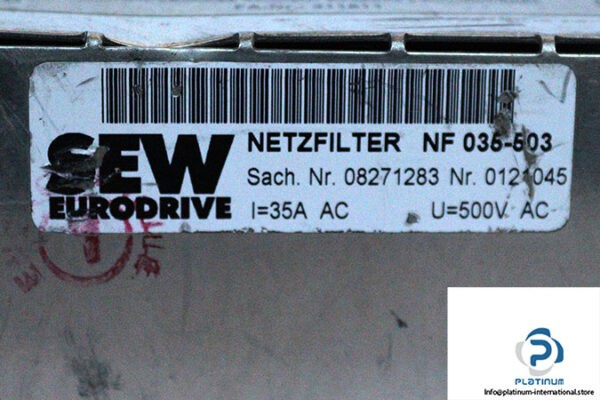 SEW
EURODRIVE
NETZFILTER NF 035-503
Sach. Nr. 08271283 Nr. 0121045
I=35A AC U=500V AC
PLATINUM
Info@platinum-international.store